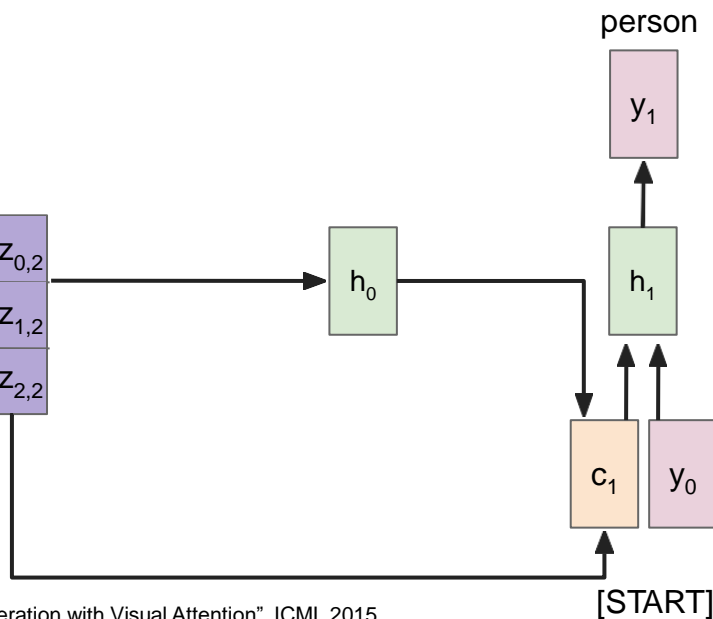 person
y₁
z₀,₂
h₀
h₁
z₁,₂
z₂,₂
c₁
y₀
[START]
eration with Visual Attention", ICML 2015